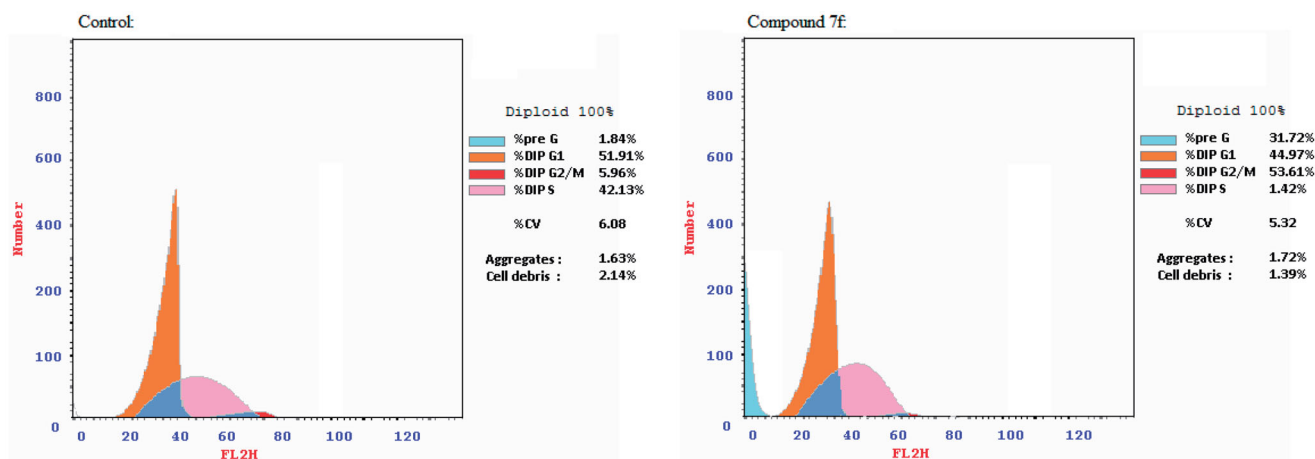 Control:
800
600
400
200
100
0
Number
0 20 40 60 80 100 120
FL2H
Diploid 100%
%pre G 1.84%
%DIP G1 51.91%
%DIP G2/M 5.96%
%DIP S 42.13%
%CV 6.08
Aggregates : 1.63%
Cell debris : 2.14%
Compound 7f:
800
600
400
200
100
0
Number
0 20 40 60 80 100 120
FL2H
Diploid 100%
%pre G 31.72%
%DIP G1 44.97%
%DIP G2/M 53.61%
%DIP S 1.42%
%CV 5.32
Aggregates : 1.72%
Cell debris : 1.39%